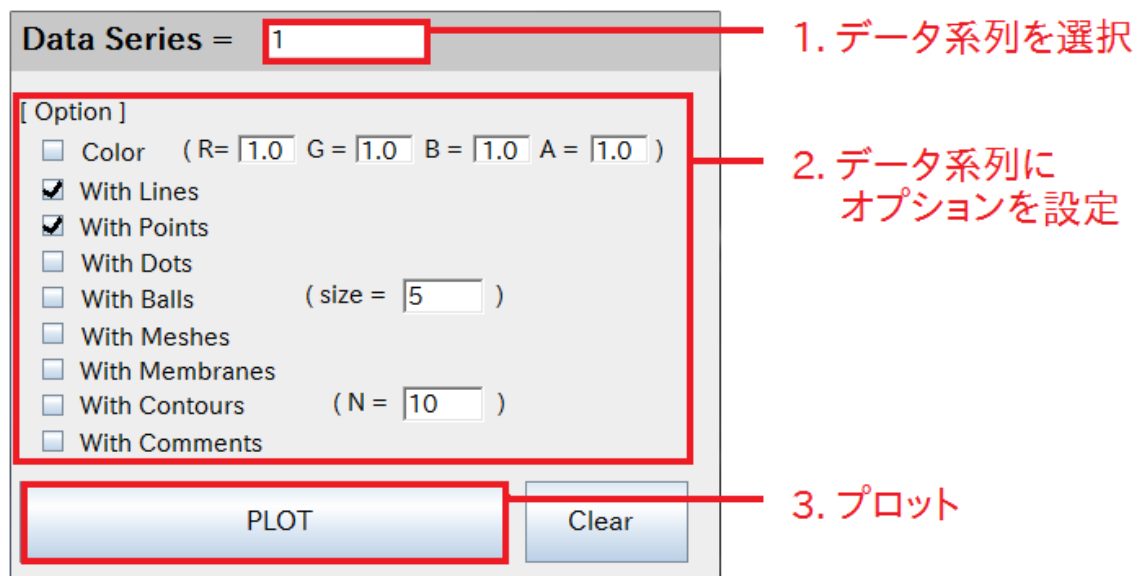 Data Series = 1
1. データ系列を選択
[ Option ]
Color ( R= 1.0 G = 1.0 B = 1.0 A = 1.0 )
With Lines
2. データ系列に
オプションを設定
With Points
With Dots
With Balls ( size = 5 )
With Meshes
With Membranes
With Contours ( N = 10 )
With Comments
PLOT
Clear
3. プロット